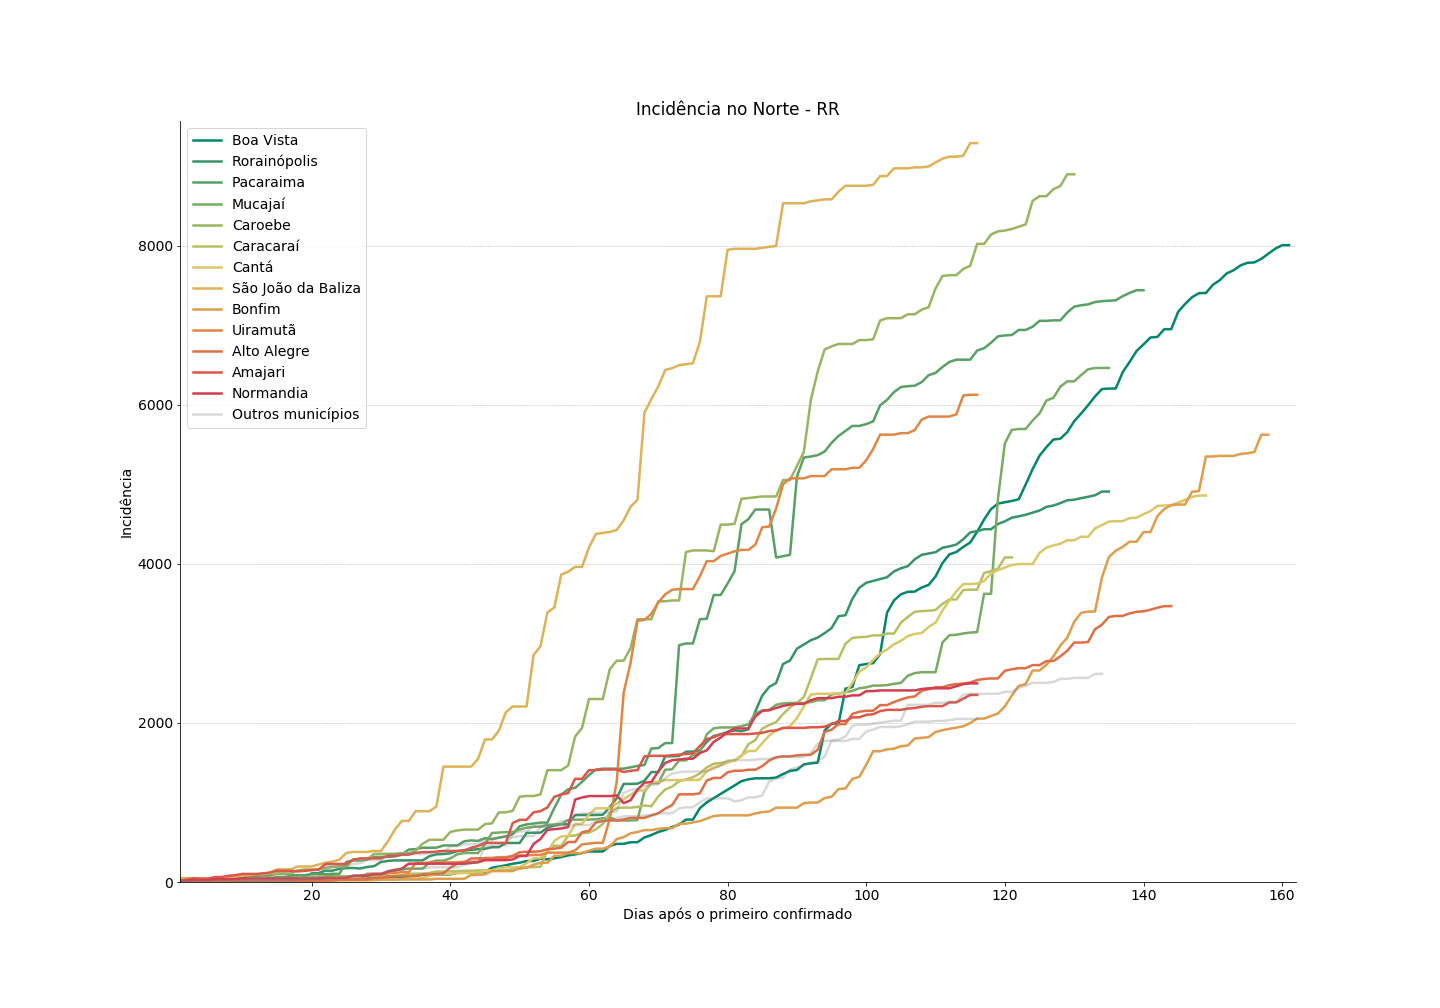 Incidência no Norte - RR
Boa Vista
Rorainópolis
Pacaraima
Mucajaí
Caroebe
Caracaraí
Cantá
São João da Baliza
Bonfim
Uiramutã
Alto Alegre
Amajari
Normandia
Outros municípios
Incidência
8000
6000
4000
2000
0
20 40 60 80 100 120 140 160
Dias após o primeiro confirmado